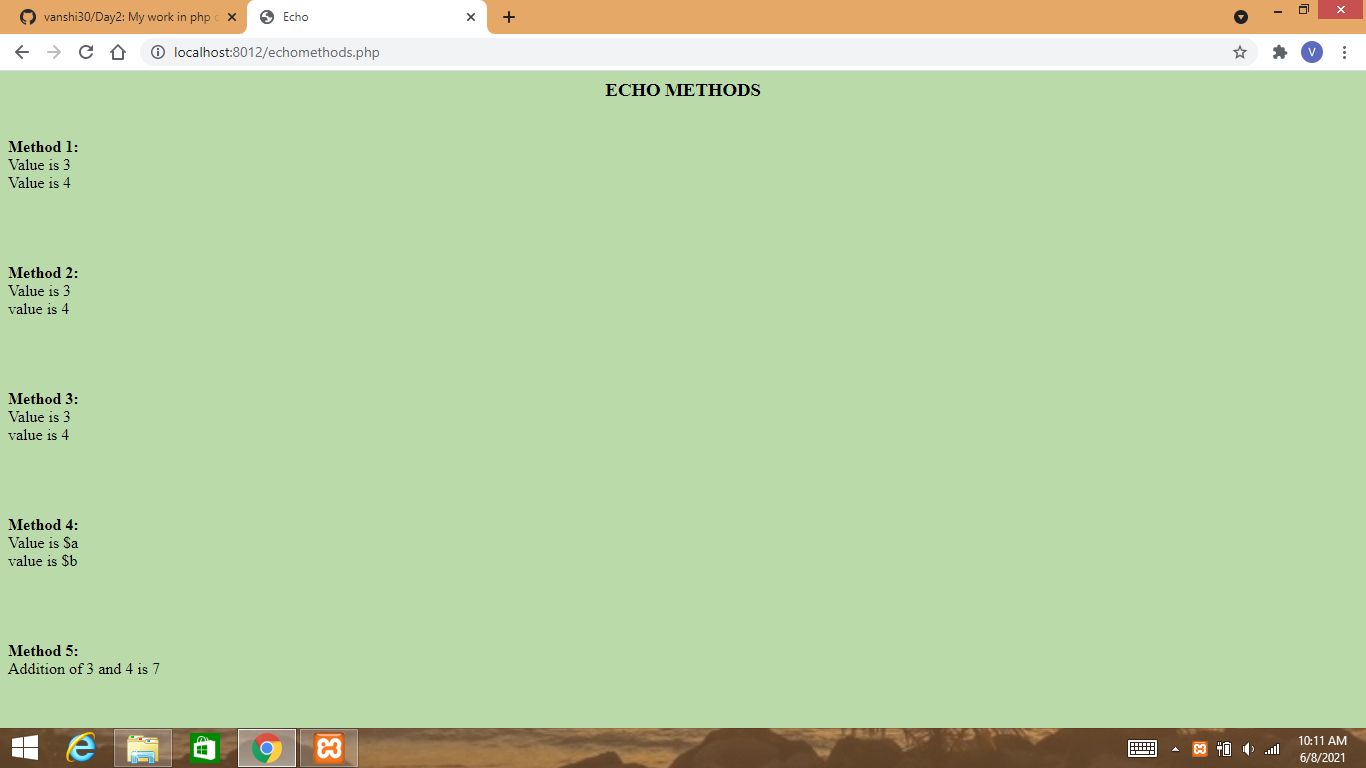 vanshi30/Day2: My work in php
Echo
localhost:8012/echomethods.php
V
ECHO METHODS
Method 1:
Value is 3
Value is 4
Method 2:
Value is 3
value is 4
Method 3:
Value is 3
value is 4
Method 4:
Value is $a
value is $b
Method 5:
Addition of 3 and 4 is 7
10:11 AM
6/8/2021